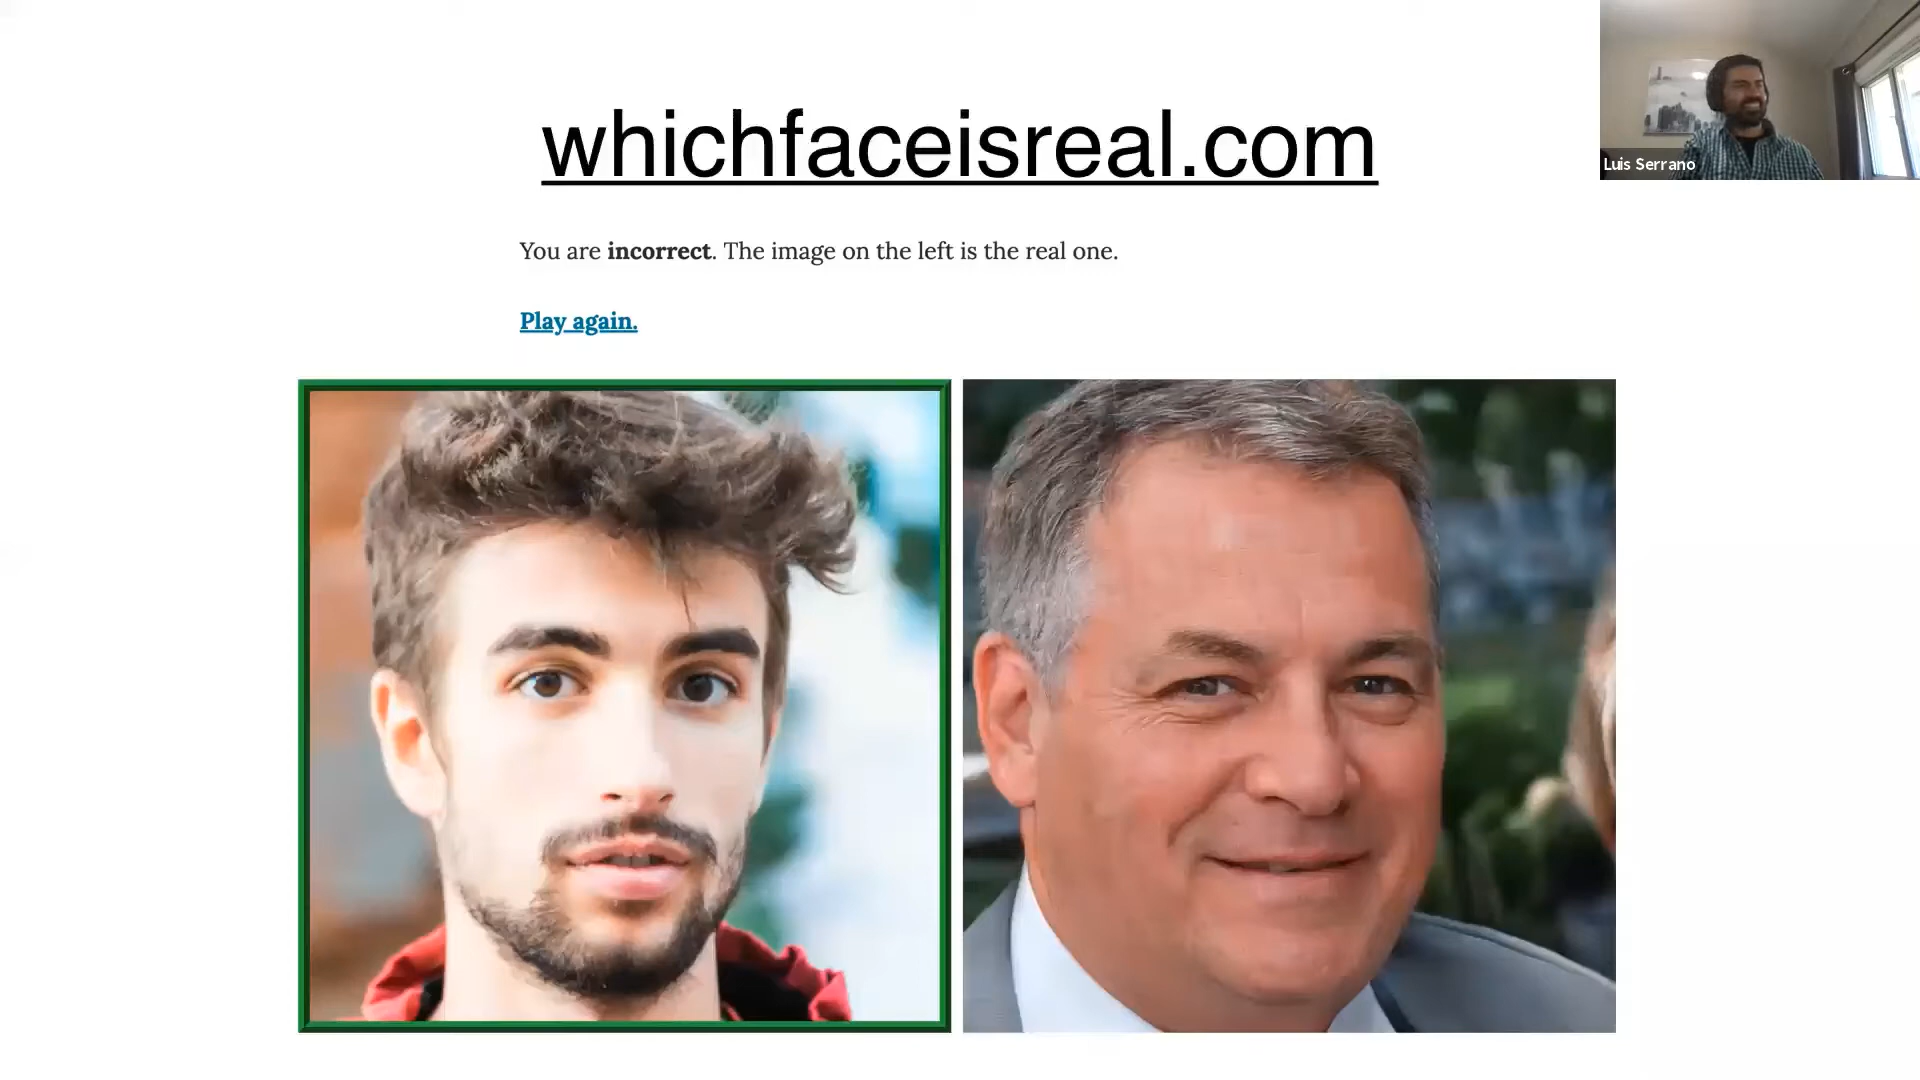 whichfaceisreal.com
Luis Serrano
You are incorrect. The image on the left is the real one.
Play again.